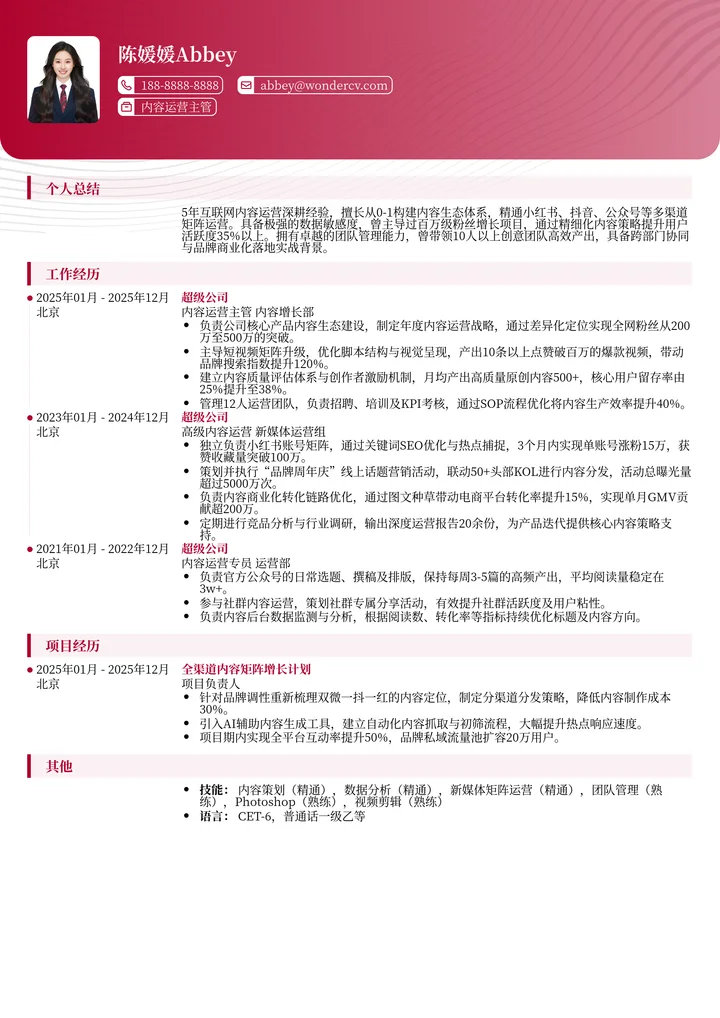 陈媛媛Abbey
188-8888-8888
abbey@wondercv.com
内容运营主管
个人总结
5年互联网内容运营深耕经验，擅长从0-1构建内容生态体系，精通小红书、抖音、公众号等多渠道
矩阵运营。具备极强的数据敏感度，曾主导过百万级粉丝增长项目，通过精细化内容策略提升用户
活跃度35%以上。拥有卓越的团队管理能力，曾带领10人以上创意团队高效产出，具备跨部门协同
与品牌商业化落地实战背景。
工作经历
2025年01月 - 2025年12月
北京
超级公司
内容运营主管 内容增长部
• 负责公司核心产品内容生态建设，制定年度内容运营战略，通过差异化定位实现全网粉丝从200
万至500万的突破。
• 主导短视频矩阵升级，优化脚本结构与视觉呈现，产出10条以上点赞破百万的爆款视频，带动
品牌搜索指数提升120%。
• 建立内容质量评估体系与创作者激励机制，月均产出高质量原创内容500+，核心用户留存率由
25%提升至38%。
• 管理12人运营团队，负责招聘、培训及KPI考核，通过SOP流程优化将内容生产效率提升40%。
2023年01月 - 2024年12月
北京
超级公司
高级内容运营 新媒体运营组
• 独立负责小红书账号矩阵，通过关键词SEO优化与热点捕捉，3个月内实现单账号涨粉15万，获
赞收藏量突破100万。
• 策划并执行“品牌周年庆”线上话题营销活动，联动50+头部KOL进行内容分发，活动总曝光量
超过5000万次。
• 负责内容商业化转化链路优化，通过图文种草带动电商平台转化率提升15%，实现单月GMV贡
献超200万。
• 定期进行竞品分析与行业调研，输出深度运营报告20余份，为产品迭代提供核心内容策略支
持。
2021年01月 - 2022年12月
北京
超级公司
内容运营专员 运营部
• 负责官方公众号的日常选题、撰稿及排版，保持每周3-5篇的高频产出，平均阅读量稳定在
3w+。
• 参与社群内容运营，策划社群专属分享活动，有效提升社群活跃度及用户粘性。
• 负责内容后台数据监测与分析，根据阅读数、转化率等指标持续优化标题及内容方向。
项目经历
2025年01月 - 2025年12月
北京
全渠道内容矩阵增长计划
项目负责人
• 针对品牌调性重新梳理双微一抖一红的内容定位，制定分渠道分发策略，降低内容制作成本
30%。
• 引入AI辅助内容生成工具，建立自动化内容抓取与初筛流程，大幅提升热点响应速度。
• 项目期内实现全平台互动率提升50%，品牌私域流量池扩容20万用户。
其他
• 技能： 内容策划（精通），数据分析（精通），新媒体矩阵运营（精通），团队管理（熟
练），Photoshop（熟练），视频剪辑（熟练）
• 语言： CET-6，普通话一级乙等